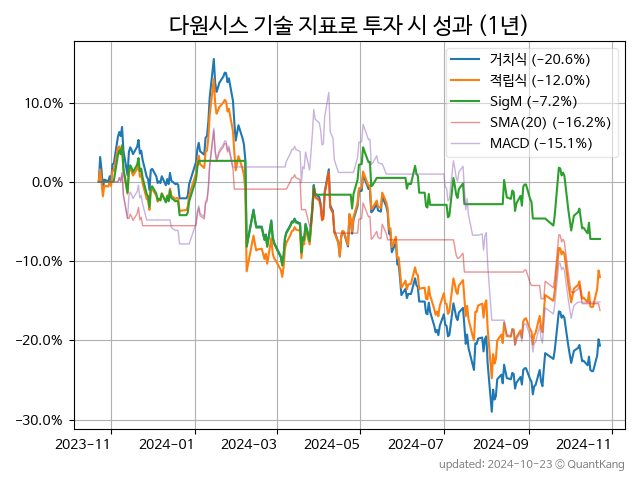 다원시스 기술 지표로 투자 시 성과 (1년)
거치식 (−20.6%)
적립식 (−12.0%)
SigM (−7.2%)
SMA(20) (−16.2%)
MACD (−15.1%)
10.0%
0.0%
−10.0%
−20.0%
−30.0%
2023-11 2024-01 2024-03 2024-05 2024-07 2024-09 2024-11
updated: 2024-10-23 © QuantKang